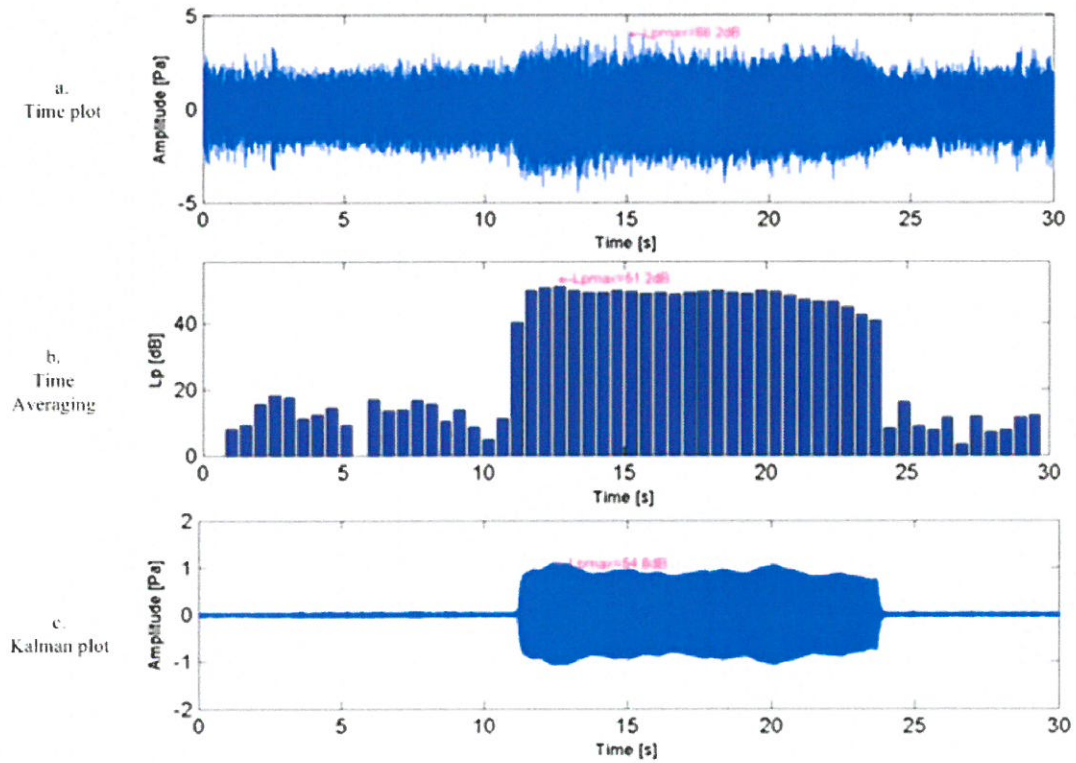 a.
Time plot
Amplitude [Pa]
5
0
-5
0 5 10 15 20 25 30
Time [s]
b.
Time
Averaging
Lp [dB]
40
20
0
0 5 10 15 20 25 30
Time [s]
c.
Kalman plot
Amplitude [Pa]
2
1
0
-1
-2
0 5 10 15 20 25 30
Time [s]